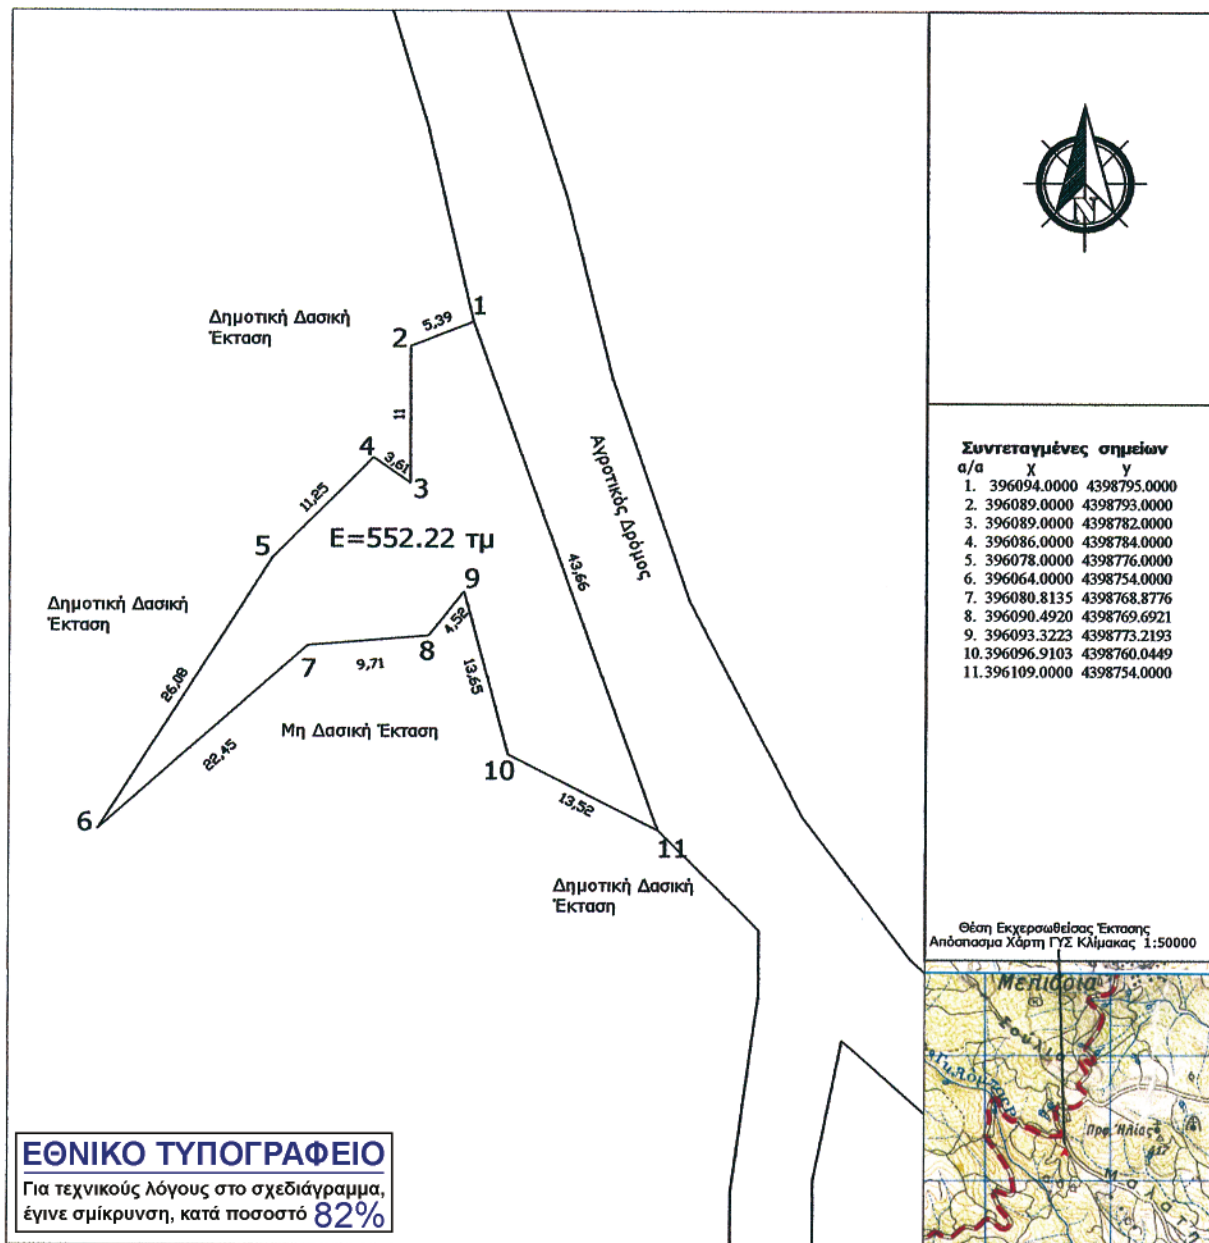 1
5,39
2
Δημοτική Δασική
Έκταση
11
4
3,61
3
11,25
5
E=552.22 τμ
Αγροτικός Δρόμος
43,66
9
4,52
8
9,71
7
13,65
Δημοτική Δασική
Έκταση
26,08
22,45
Μη Δασική Έκταση
10
13,52
6
11
Δημοτική Δασική
Έκταση
N
Συντεταγμένες σημείων
α/α χ y
1. 396094.0000 4398795.0000
2. 396089.0000 4398793.0000
3. 396089.0000 4398782.0000
4. 396086.0000 4398784.0000
5. 396078.0000 4398776.0000
6. 396064.0000 4398754.0000
7. 396080.8135 4398768.8776
8. 396090.4920 4398769.6921
9. 396093.3223 4398773.2193
10. 396096.9103 4398760.0449
11. 396109.0000 4398754.0000
Θέση Εκχερσωθείσας Έκτασης
Απόσπασμα Χάρτη ΓΥΣ Κλίμακας 1:50000
Σούλια
Προφ. Ἠλίας
ΕΘΝΙΚΟ ΤΥΠΟΓΡΑΦΕΙΟ
Για τεχνικούς λόγους στο σχεδιάγραμμα,
έγινε σμίκρυνση, κατά ποσοστό 82%